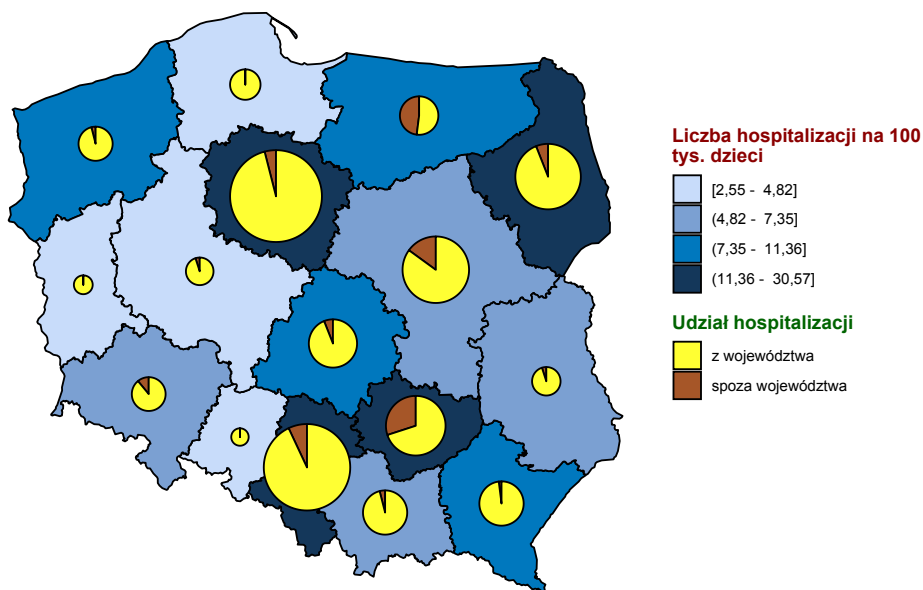 Liczba hospitalizacji na 100
tys. dzieci
[2,55 - 4,82]
(4,82 - 7,35]
(7,35 - 11,36]
(11,36 - 30,57]
Udział hospitalizacji
z województwa
spoza województwa